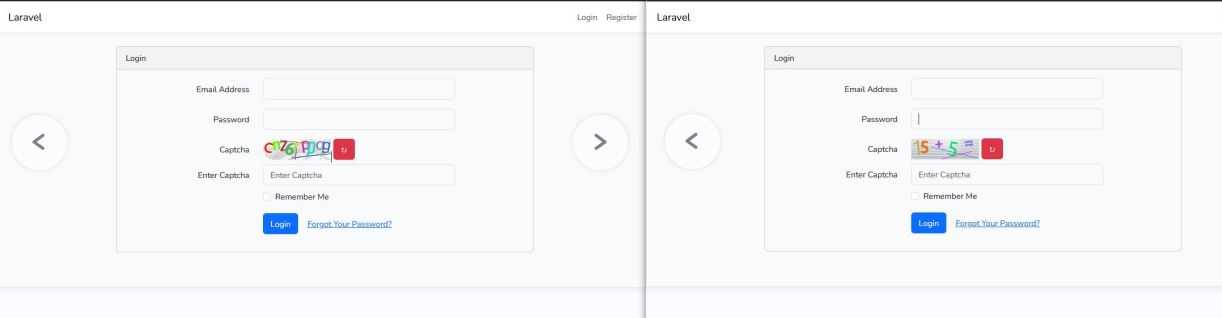 Laravel
Login Register
Login
Email Address
Password
Captcha
Enter Captcha Enter Captcha
Remember Me
Login Forgot Your Password?
Laravel
Login
Email Address
Password
Captcha 15 + 5 =
Enter Captcha Enter Captcha
Remember Me
Login Forgot Your Password?